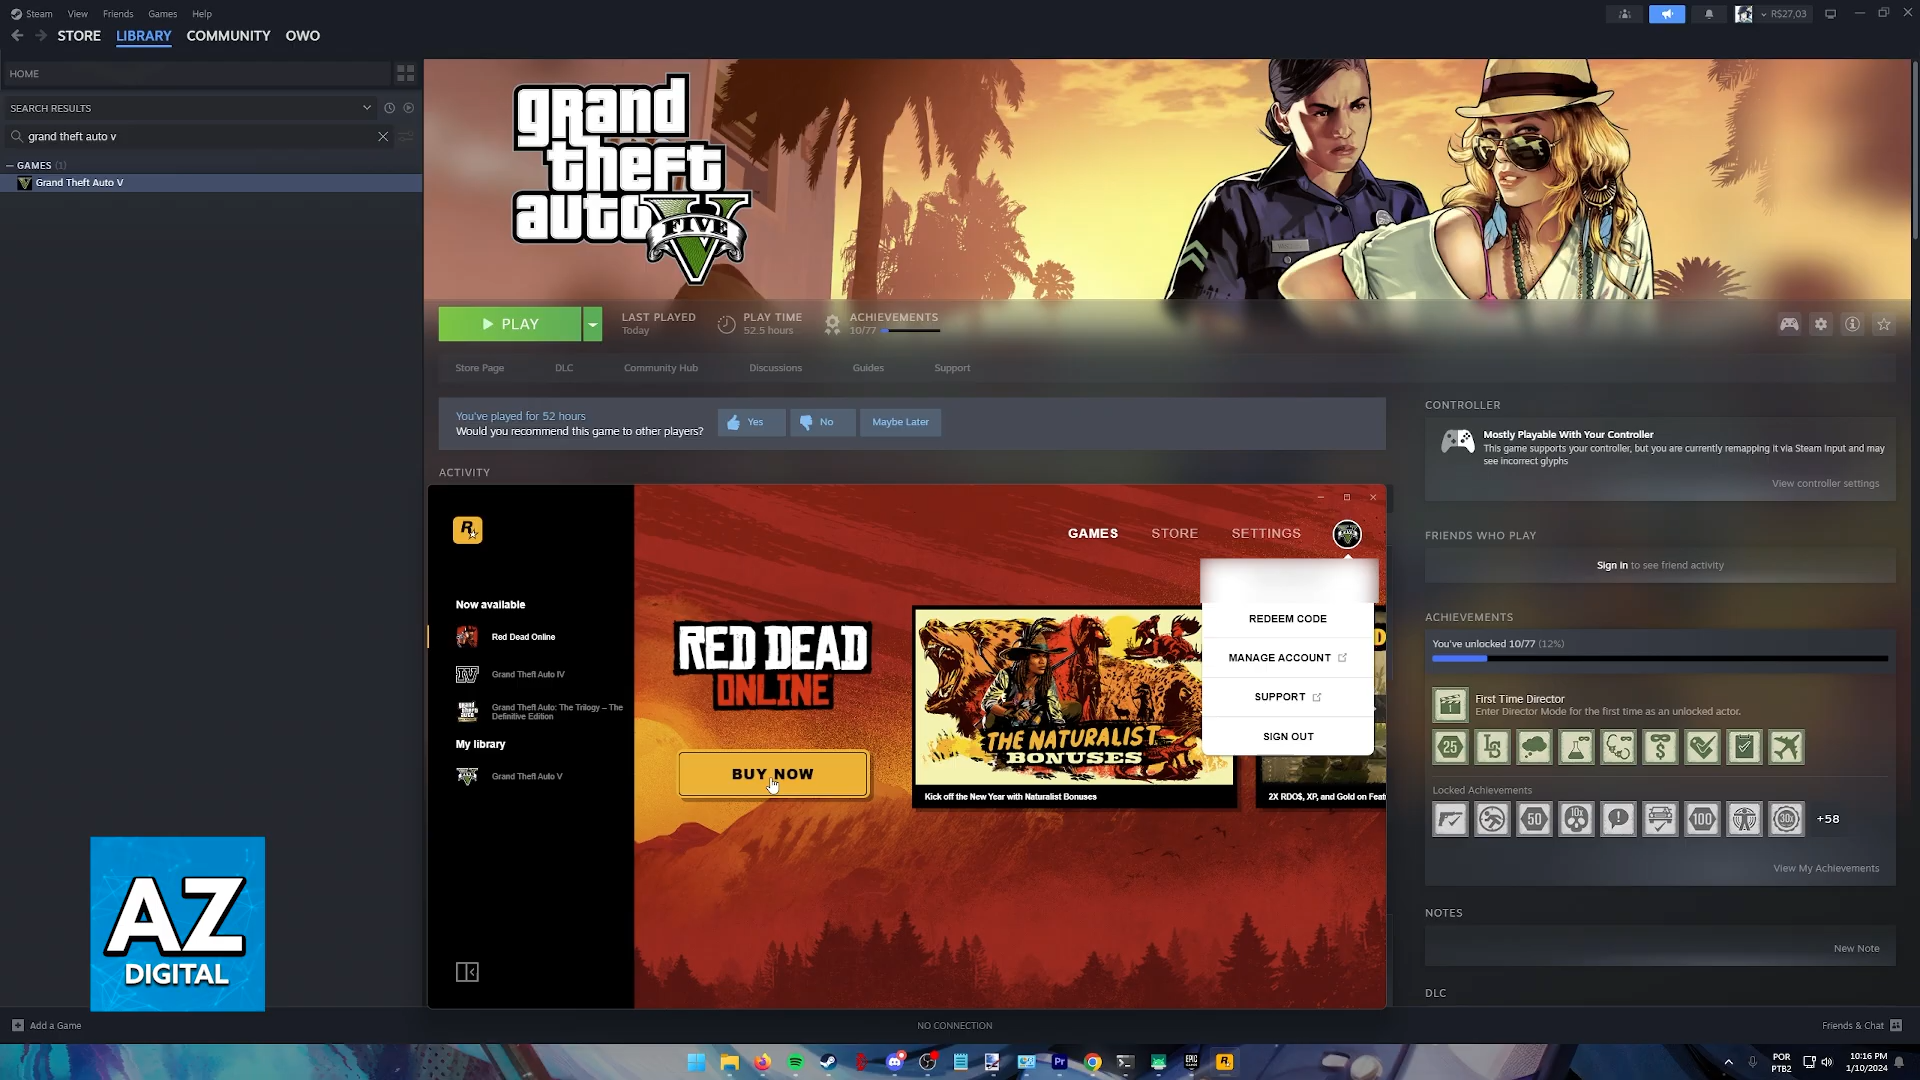 Steam View Friends Games Help
R$27,03
STORE LIBRARY COMMUNITY OWO
HOME
SEARCH RESULTS
grand theft auto v
GAMES (1)
Grand Theft Auto V
grand
theft
auto
FIVE
PLAY
LAST PLAYED
Today
PLAY TIME
52.5 hours
ACHIEVEMENTS
10/77
Store Page DLC Community Hub Discussions Guides Support
You've played for 52 hours
Would you recommend this game to other players?
Yes No Maybe Later
ACTIVITY
CONTROLLER
Mostly Playable With Your Controller
This game supports your controller, but you are currently remapping it via Steam Input and may
see incorrect glyphs
View controller settings
FRIENDS WHO PLAY
Sign in to see friend activity
ACHIEVEMENTS
You've unlocked 10/77 (12%)
First Time Director
Enter Director Mode for the first time as an unlocked actor.
25 LS $
Locked Achievements
50 10x 100 30x +58
View My Achievements
NOTES
New Note
DLC
R
GAMES STORE SETTINGS
Now available
Red Dead Online
IV Grand Theft Auto IV
Grand Theft Auto: The Trilogy – The
Definitive Edition
My library
Grand Theft Auto V
RED DEAD
ONLINE
BUY NOW
THE NATURALIST
BONUSES
Kick off the New Year with Naturalist Bonuses
2X RDO$, XP, and Gold on Feat
REDEEM CODE
MANAGE ACCOUNT
SUPPORT
SIGN OUT
AZ
DIGITAL
Add a Game
NO CONNECTION
Friends & Chat
Pr
EPIC
POR
PTB2
10:16 PM
1/10/2024